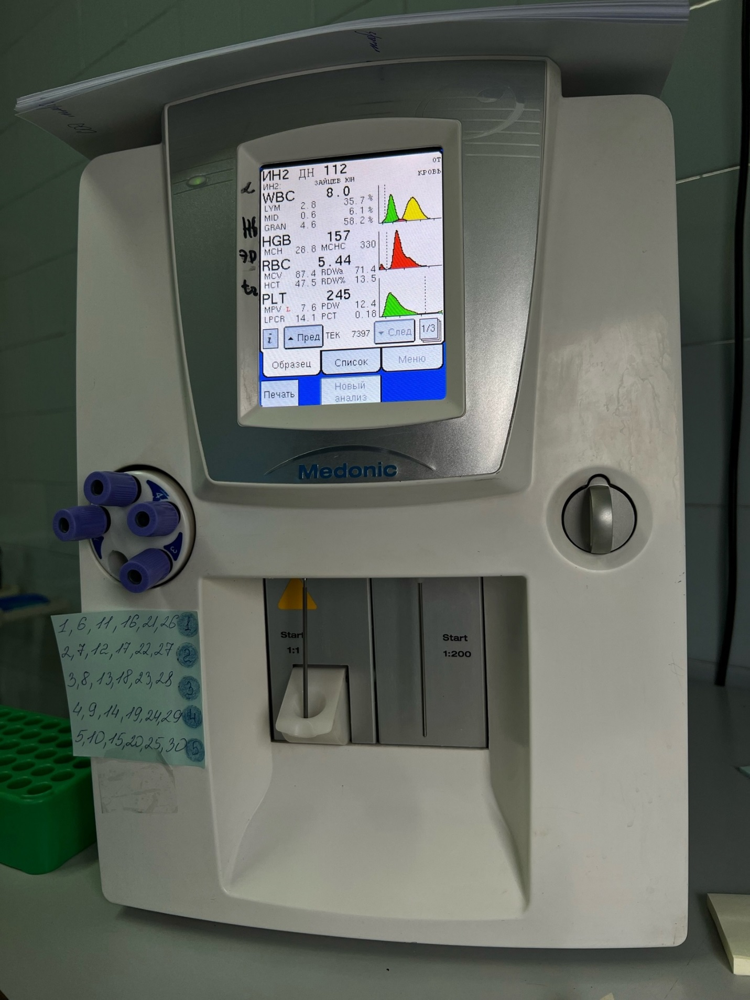 ИН2 ДН 112 ОТ
ИН2: ЗАЙЦЕВ ЮН КРОВЬ
WBC 8.0
LYM 2.8 35.7 %
MID 0.6 6.1 %
GRAN 4.6 58.2 %
HGB 157
MCH 28.8 MCHC 330
RBC 5.44
MCV 87.4 RDWa 71.4
HCT 47.5 RDW% 13.5
PLT 245
MPV L 7.6 PDW 12.4
LPCR 14.1 PCT 0.18
i Пред ТЕК 7397 След 1/3
Образец Список Меню
Печать Новый
анализ
Hb
ЭР
tr
Medonic
4
3
Start
1:1
Start
1:200
1, 6, 11, 16, 21, 26 1
2, 7, 12, 17, 22, 27 2
3, 8, 13, 18, 23, 28 3
4, 9, 14, 19, 24, 29 4
5, 10, 15, 20, 25, 30 5